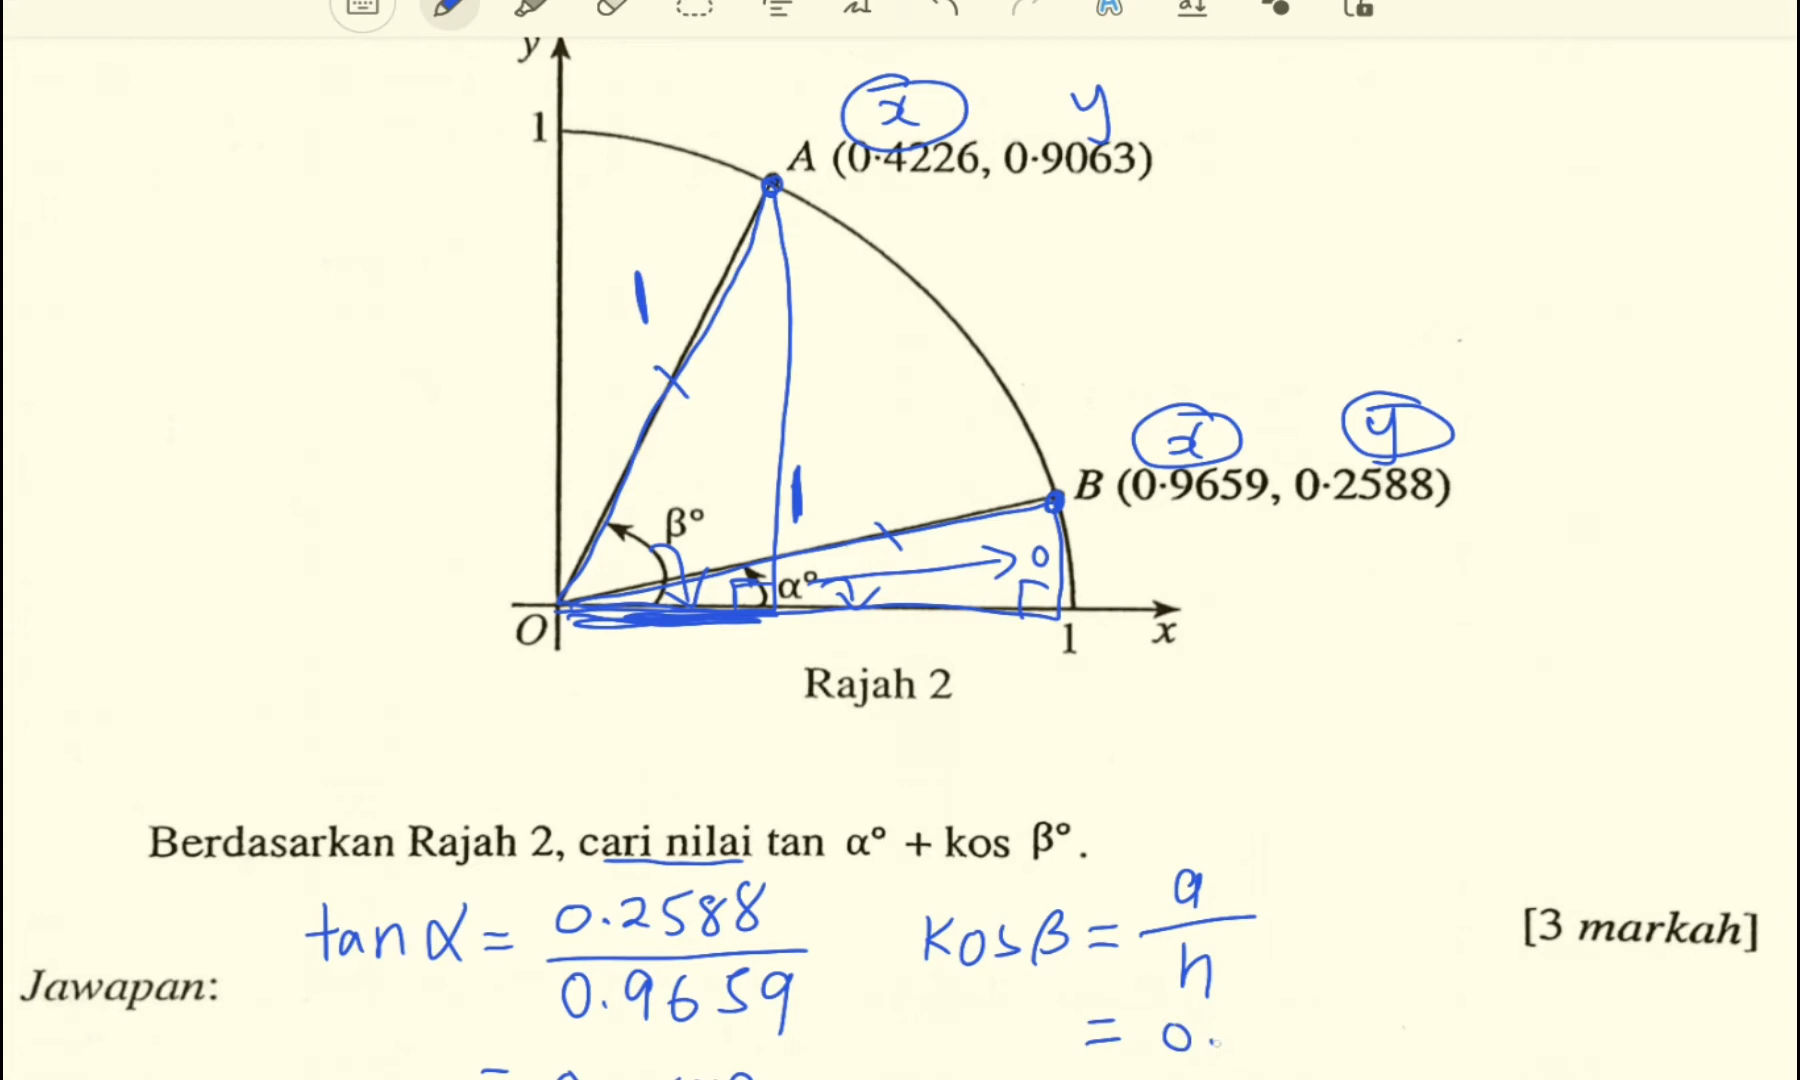 y
x y
1
A (0·4226, 0·9063)
1
x y
B (0·9659, 0·2588)
1
β°
α°
O
1
x
Rajah 2
Berdasarkan Rajah 2, cari nilai tan α° + kos β°.
tan α = 0.2588 / 0.9659
kos β = a / h
[3 markah]
Jawapan:
= 0.